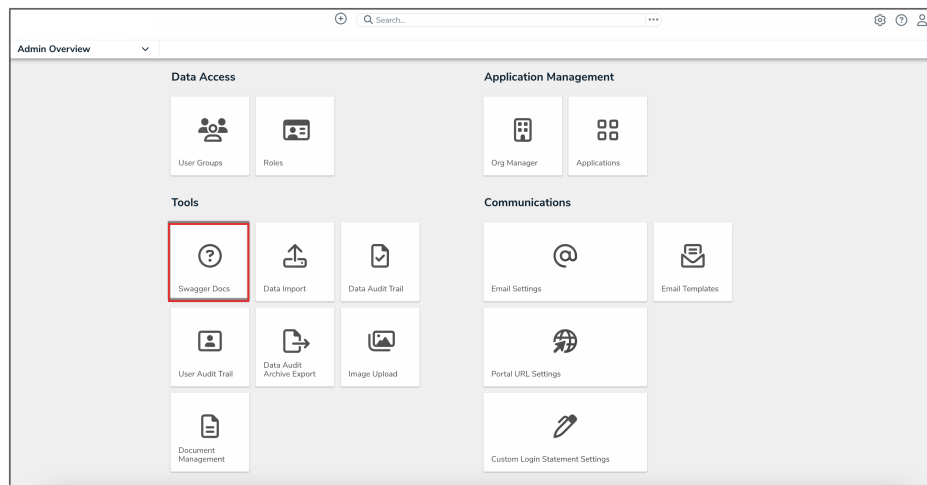 Search...
Admin Overview
Data Access
User Groups
Roles
Application Management
Org Manager
Applications
Tools
Swagger Docs
Data Import
Data Audit Trail
User Audit Trail
Data Audit
Archive Export
Image Upload
Document
Management
Communications
Email Settings
Email Templates
Portal URL Settings
Custom Login Statement Settings